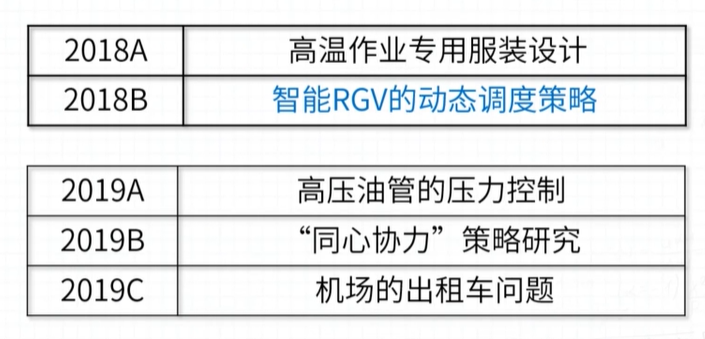 2018A 高温作业专用服装设计
2018B 智能RGV的动态调度策略
2019A 高压油管的压力控制
2019B “同心协力”策略研究
2019C 机场的出租车问题